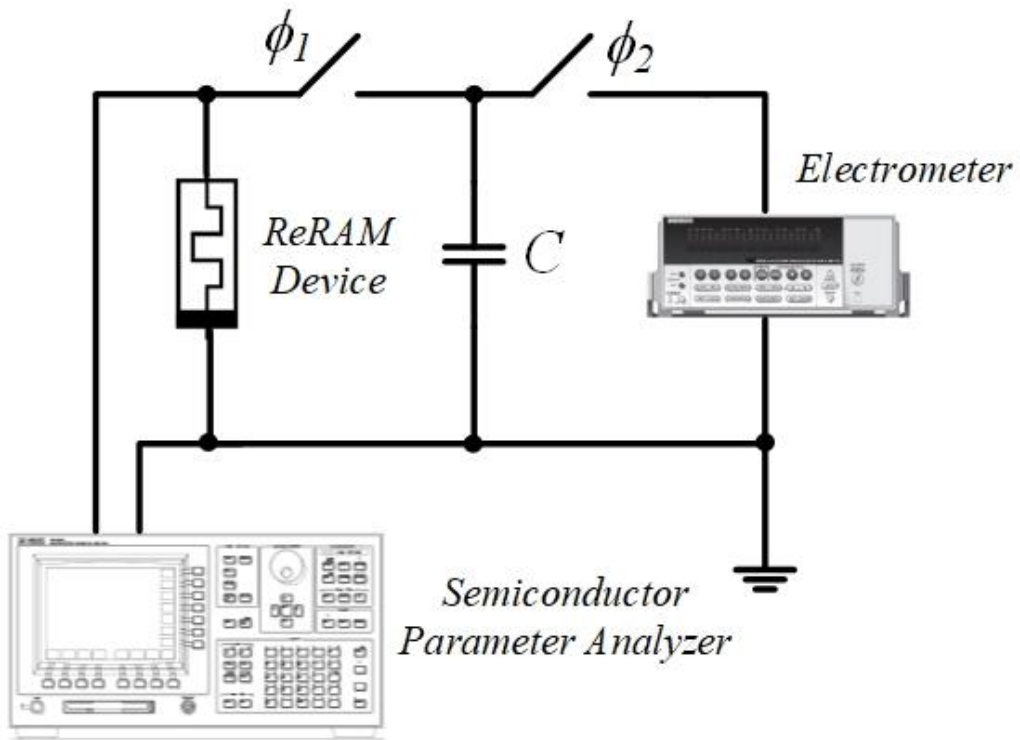 ϕ1
ϕ2
Electrometer
ReRAM
Device
C
Semiconductor
Parameter Analyzer